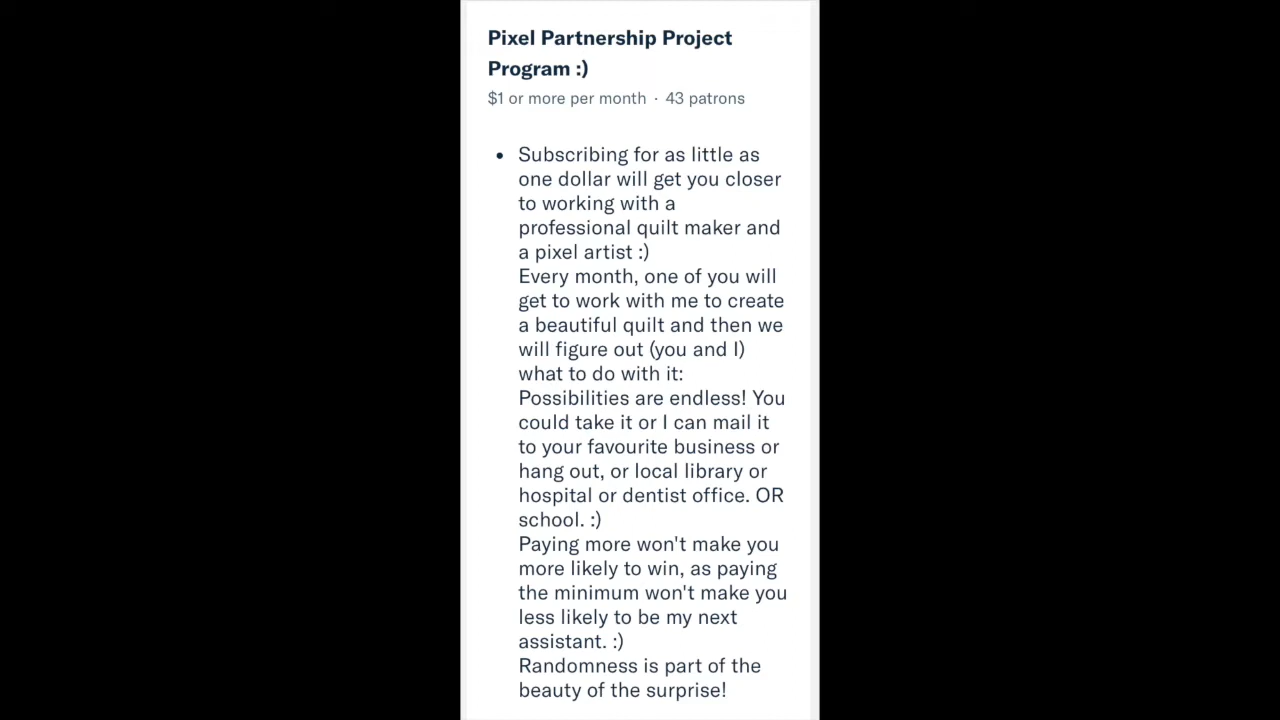 Pixel Partnership Project
Program :)
$1 or more per month · 43 patrons
• Subscribing for as little as
one dollar will get you closer
to working with a
professional quilt maker and
a pixel artist :)
Every month, one of you will
get to work with me to create
a beautiful quilt and then we
will figure out (you and I)
what to do with it:
Possibilities are endless! You
could take it or I can mail it
to your favourite business or
hang out, or local library or
hospital or dentist office. OR
school. :)
Paying more won't make you
more likely to win, as paying
the minimum won't make you
less likely to be my next
assistant. :)
Randomness is part of the
beauty of the surprise!